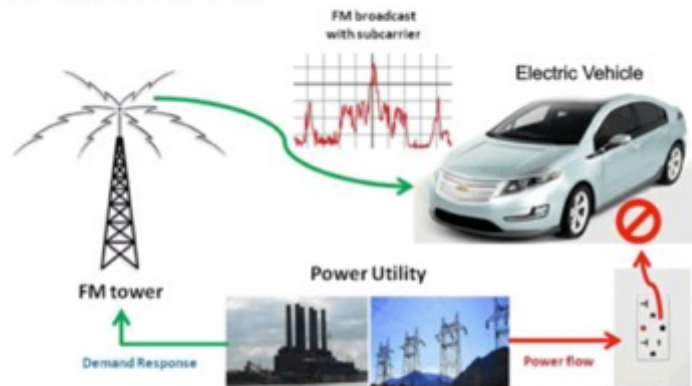 FM broadcast
with subcarrier
Electric Vehicle
FM tower
Power Utility
Demand Response
Power flow